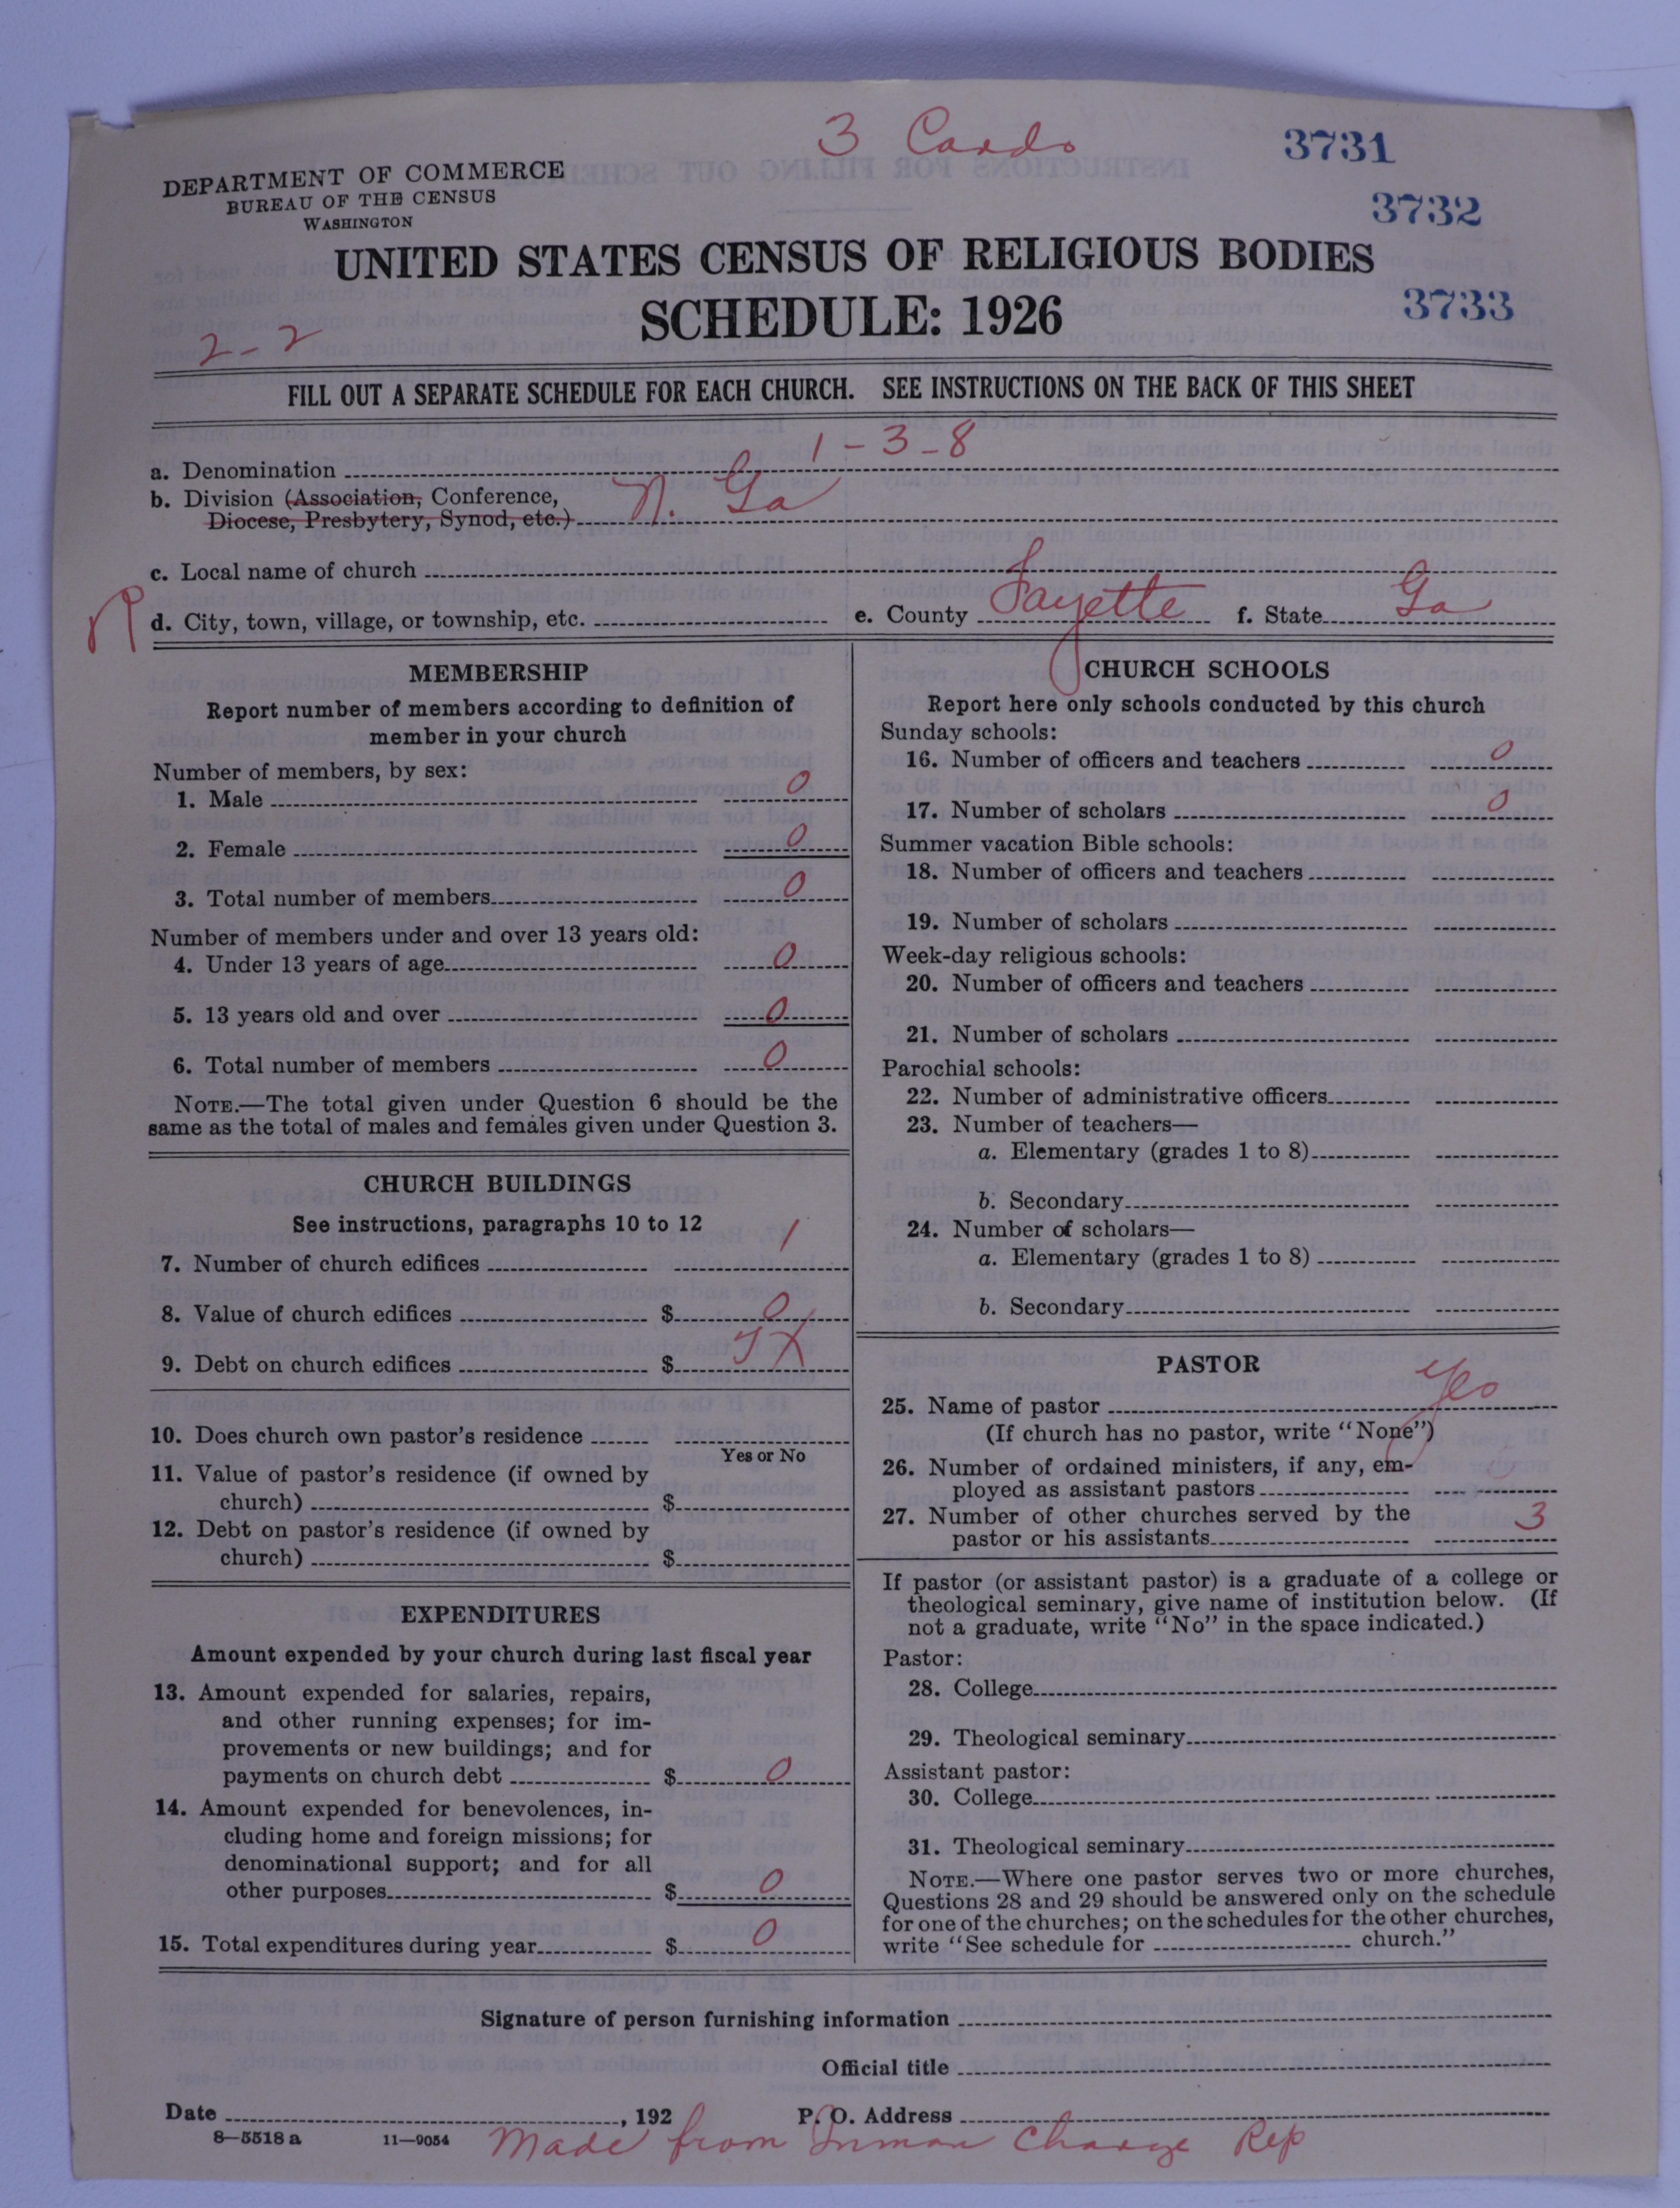 3 Cards
3731
3732
3733
DEPARTMENT OF COMMERCE
BUREAU OF THE CENSUS
WASHINGTON
UNITED STATES CENSUS OF RELIGIOUS BODIES
SCHEDULE: 1926
2-2
FILL OUT A SEPARATE SCHEDULE FOR EACH CHURCH. SEE INSTRUCTIONS ON THE BACK OF THIS SHEET
a. Denomination 1-3-8
b. Division (Association, Conference,
Diocese, Presbytery, Synod, etc.) N. Ga
c. Local name of church
d. City, town, village, or township, etc. e. County Fayette f. State Ga
MEMBERSHIP
Report number of members according to definition of
member in your church
Number of members, by sex:
1. Male 0
2. Female 0
3. Total number of members 0
Number of members under and over 13 years old:
4. Under 13 years of age 0
5. 13 years old and over 0
6. Total number of members 0
NOTE.—The total given under Question 6 should be the
same as the total of males and females given under Question 3.
CHURCH BUILDINGS
See instructions, paragraphs 10 to 12
7. Number of church edifices 1
8. Value of church edifices $ 0
9. Debt on church edifices $
10. Does church own pastor's residence
Yes or No
11. Value of pastor's residence (if owned by
church) $
12. Debt on pastor's residence (if owned by
church) $
EXPENDITURES
Amount expended by your church during last fiscal year
13. Amount expended for salaries, repairs,
and other running expenses; for im-
provements or new buildings; and for
payments on church debt $ 0
14. Amount expended for benevolences, in-
cluding home and foreign missions; for
denominational support; and for all
other purposes $ 0
15. Total expenditures during year $ 0
CHURCH SCHOOLS
Report here only schools conducted by this church
Sunday schools:
16. Number of officers and teachers 0
17. Number of scholars 0
Summer vacation Bible schools:
18. Number of officers and teachers
19. Number of scholars
Week-day religious schools:
20. Number of officers and teachers
21. Number of scholars
Parochial schools:
22. Number of administrative officers
23. Number of teachers—
a. Elementary (grades 1 to 8)
b. Secondary
24. Number of scholars—
a. Elementary (grades 1 to 8)
b. Secondary
PASTOR
25. Name of pastor Yes
(If church has no pastor, write "None")
26. Number of ordained ministers, if any, em-
ployed as assistant pastors
27. Number of other churches served by the
pastor or his assistants 3
If pastor (or assistant pastor) is a graduate of a college or
theological seminary, give name of institution below. (If
not a graduate, write "No" in the space indicated.)
Pastor:
28. College
29. Theological seminary
Assistant pastor:
30. College
31. Theological seminary
NOTE.—Where one pastor serves two or more churches,
Questions 28 and 29 should be answered only on the schedule
for one of the churches; on the schedules for the other churches,
write "See schedule for church."
Signature of person furnishing information
Official title
Date , 192 P. O. Address
8—5518 a 11—9054 Made from Inman Charge Rep